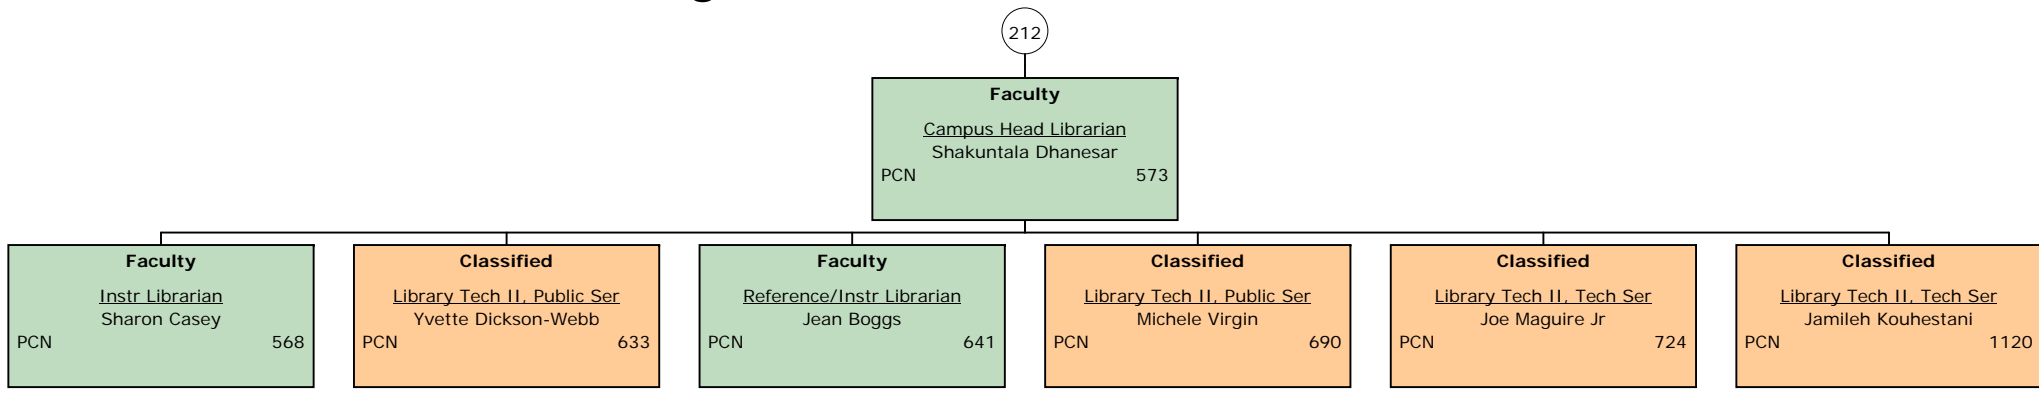 212
Faculty
Campus Head Librarian
Shakuntala Dhanesar
PCN 573
Faculty
Instr Librarian
Sharon Casey
PCN 568
Classified
Library Tech II, Public Ser
Yvette Dickson-Webb
PCN 633
Faculty
Reference/Instr Librarian
Jean Boggs
PCN 641
Classified
Library Tech II, Public Ser
Michele Virgin
PCN 690
Classified
Library Tech II, Tech Ser
Joe Maguire Jr
PCN 724
Classified
Library Tech II, Tech Ser
Jamileh Kouhestani
PCN 1120